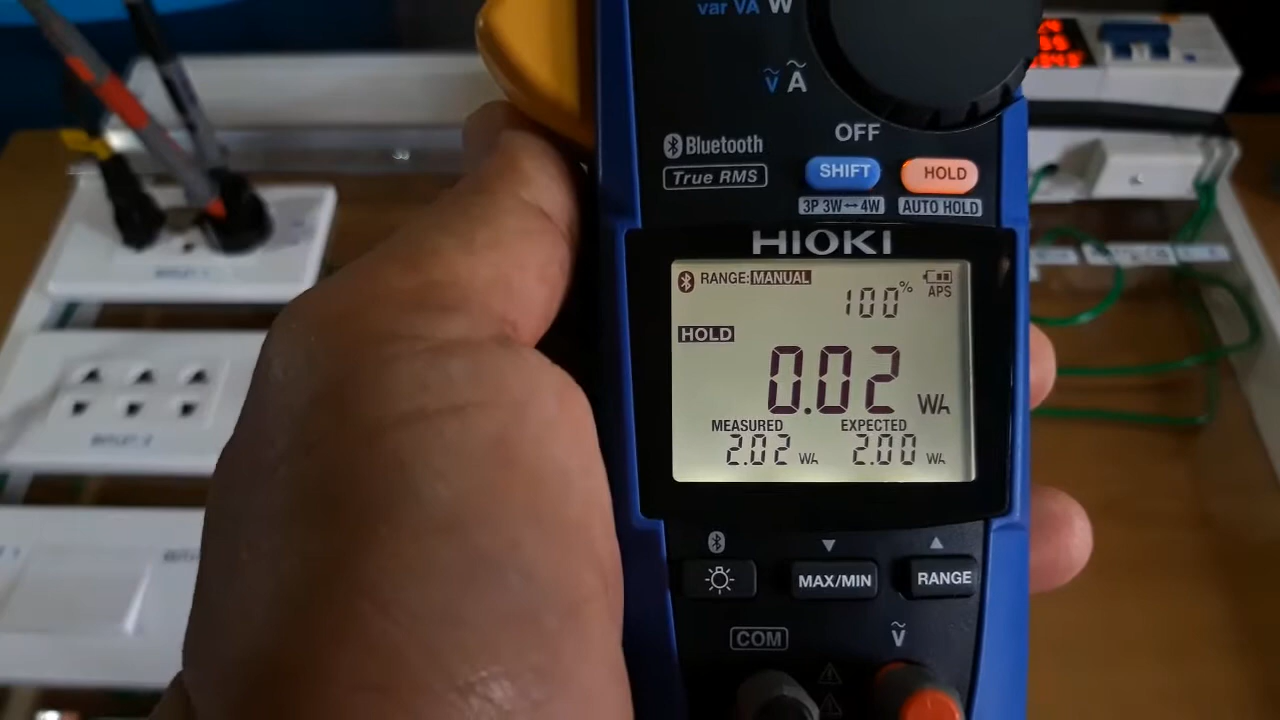 var VA W
Ṽ Ã
OFF
Bluetooth
True RMS
SHIFT
HOLD
3P 3W↔4W
AUTO HOLD
HIOKI
RANGE:MANUAL
100%
APS
HOLD
0.02 Wh
MEASURED
EXPECTED
2.02 Wh
2.00 Wh
MAX/MIN
RANGE
COM
Ṽ